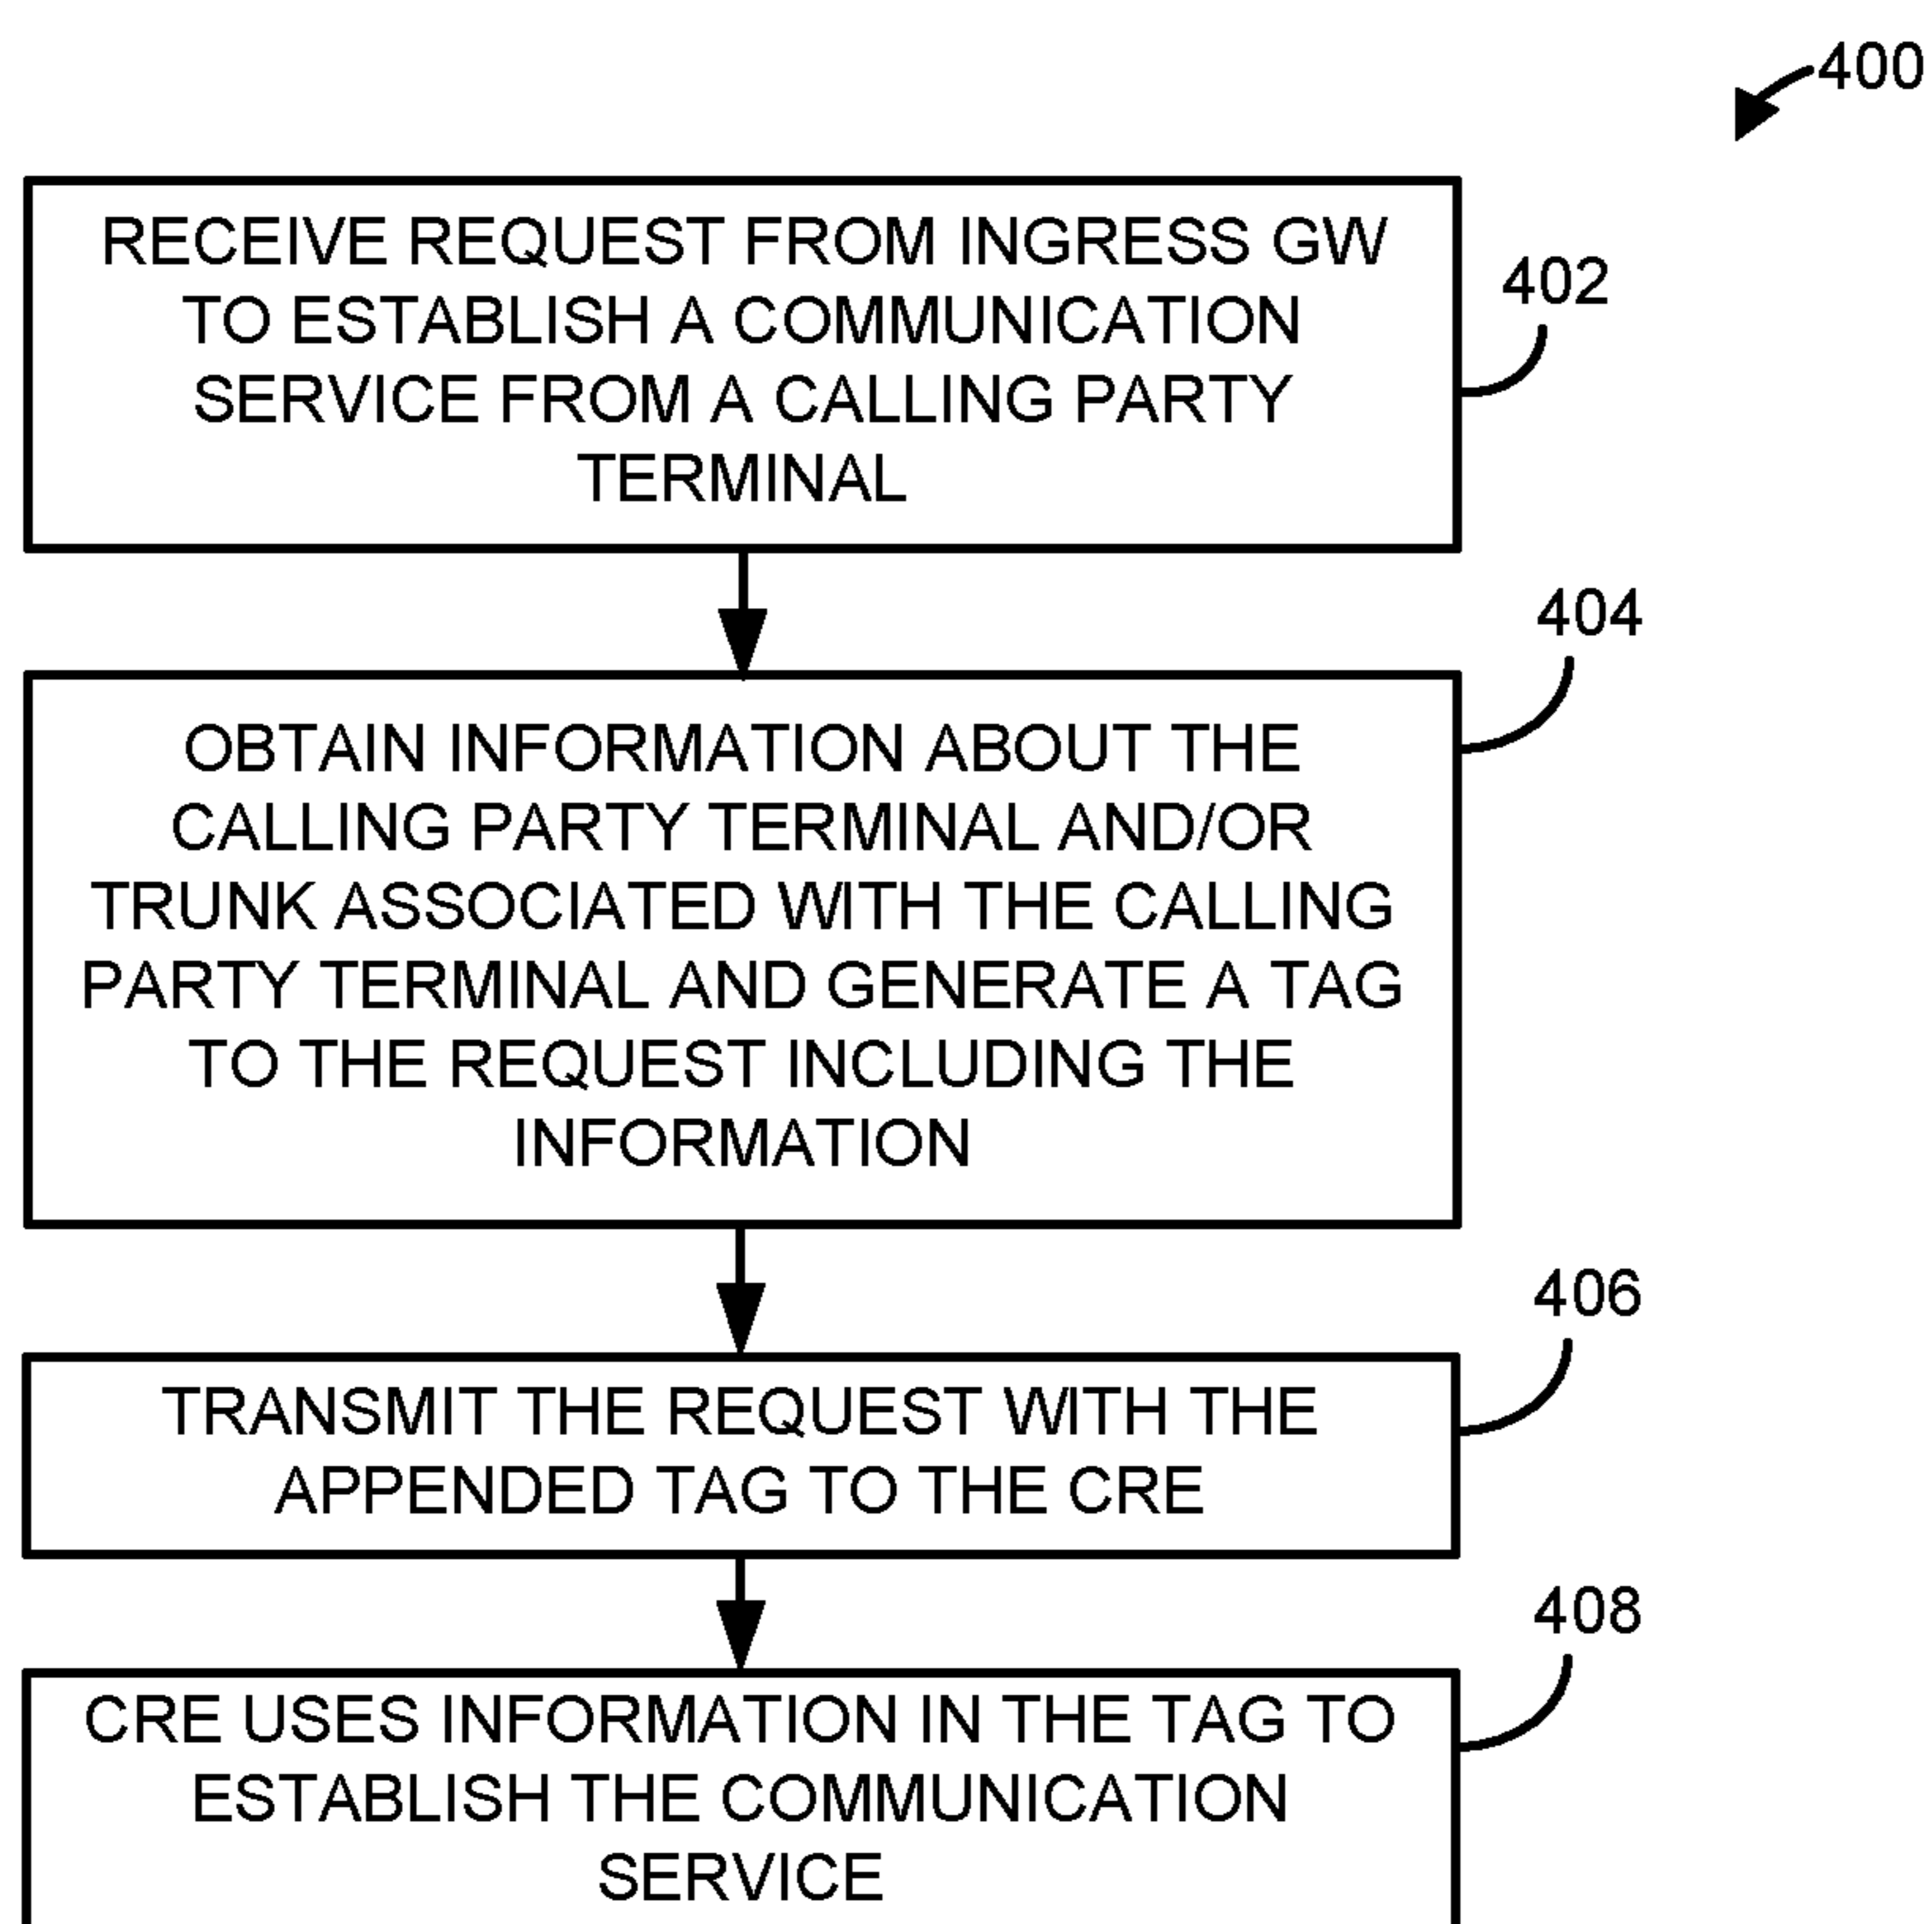 400
RECEIVE REQUEST FROM INGRESS GW
TO ESTABLISH A COMMUNICATION
SERVICE FROM A CALLING PARTY
TERMINAL
402
OBTAIN INFORMATION ABOUT THE
CALLING PARTY TERMINAL AND/OR
TRUNK ASSOCIATED WITH THE CALLING
PARTY TERMINAL AND GENERATE A TAG
TO THE REQUEST INCLUDING THE
INFORMATION
404
TRANSMIT THE REQUEST WITH THE
APPENDED TAG TO THE CRE
406
CRE USES INFORMATION IN THE TAG TO
ESTABLISH THE COMMUNICATION
SERVICE
408